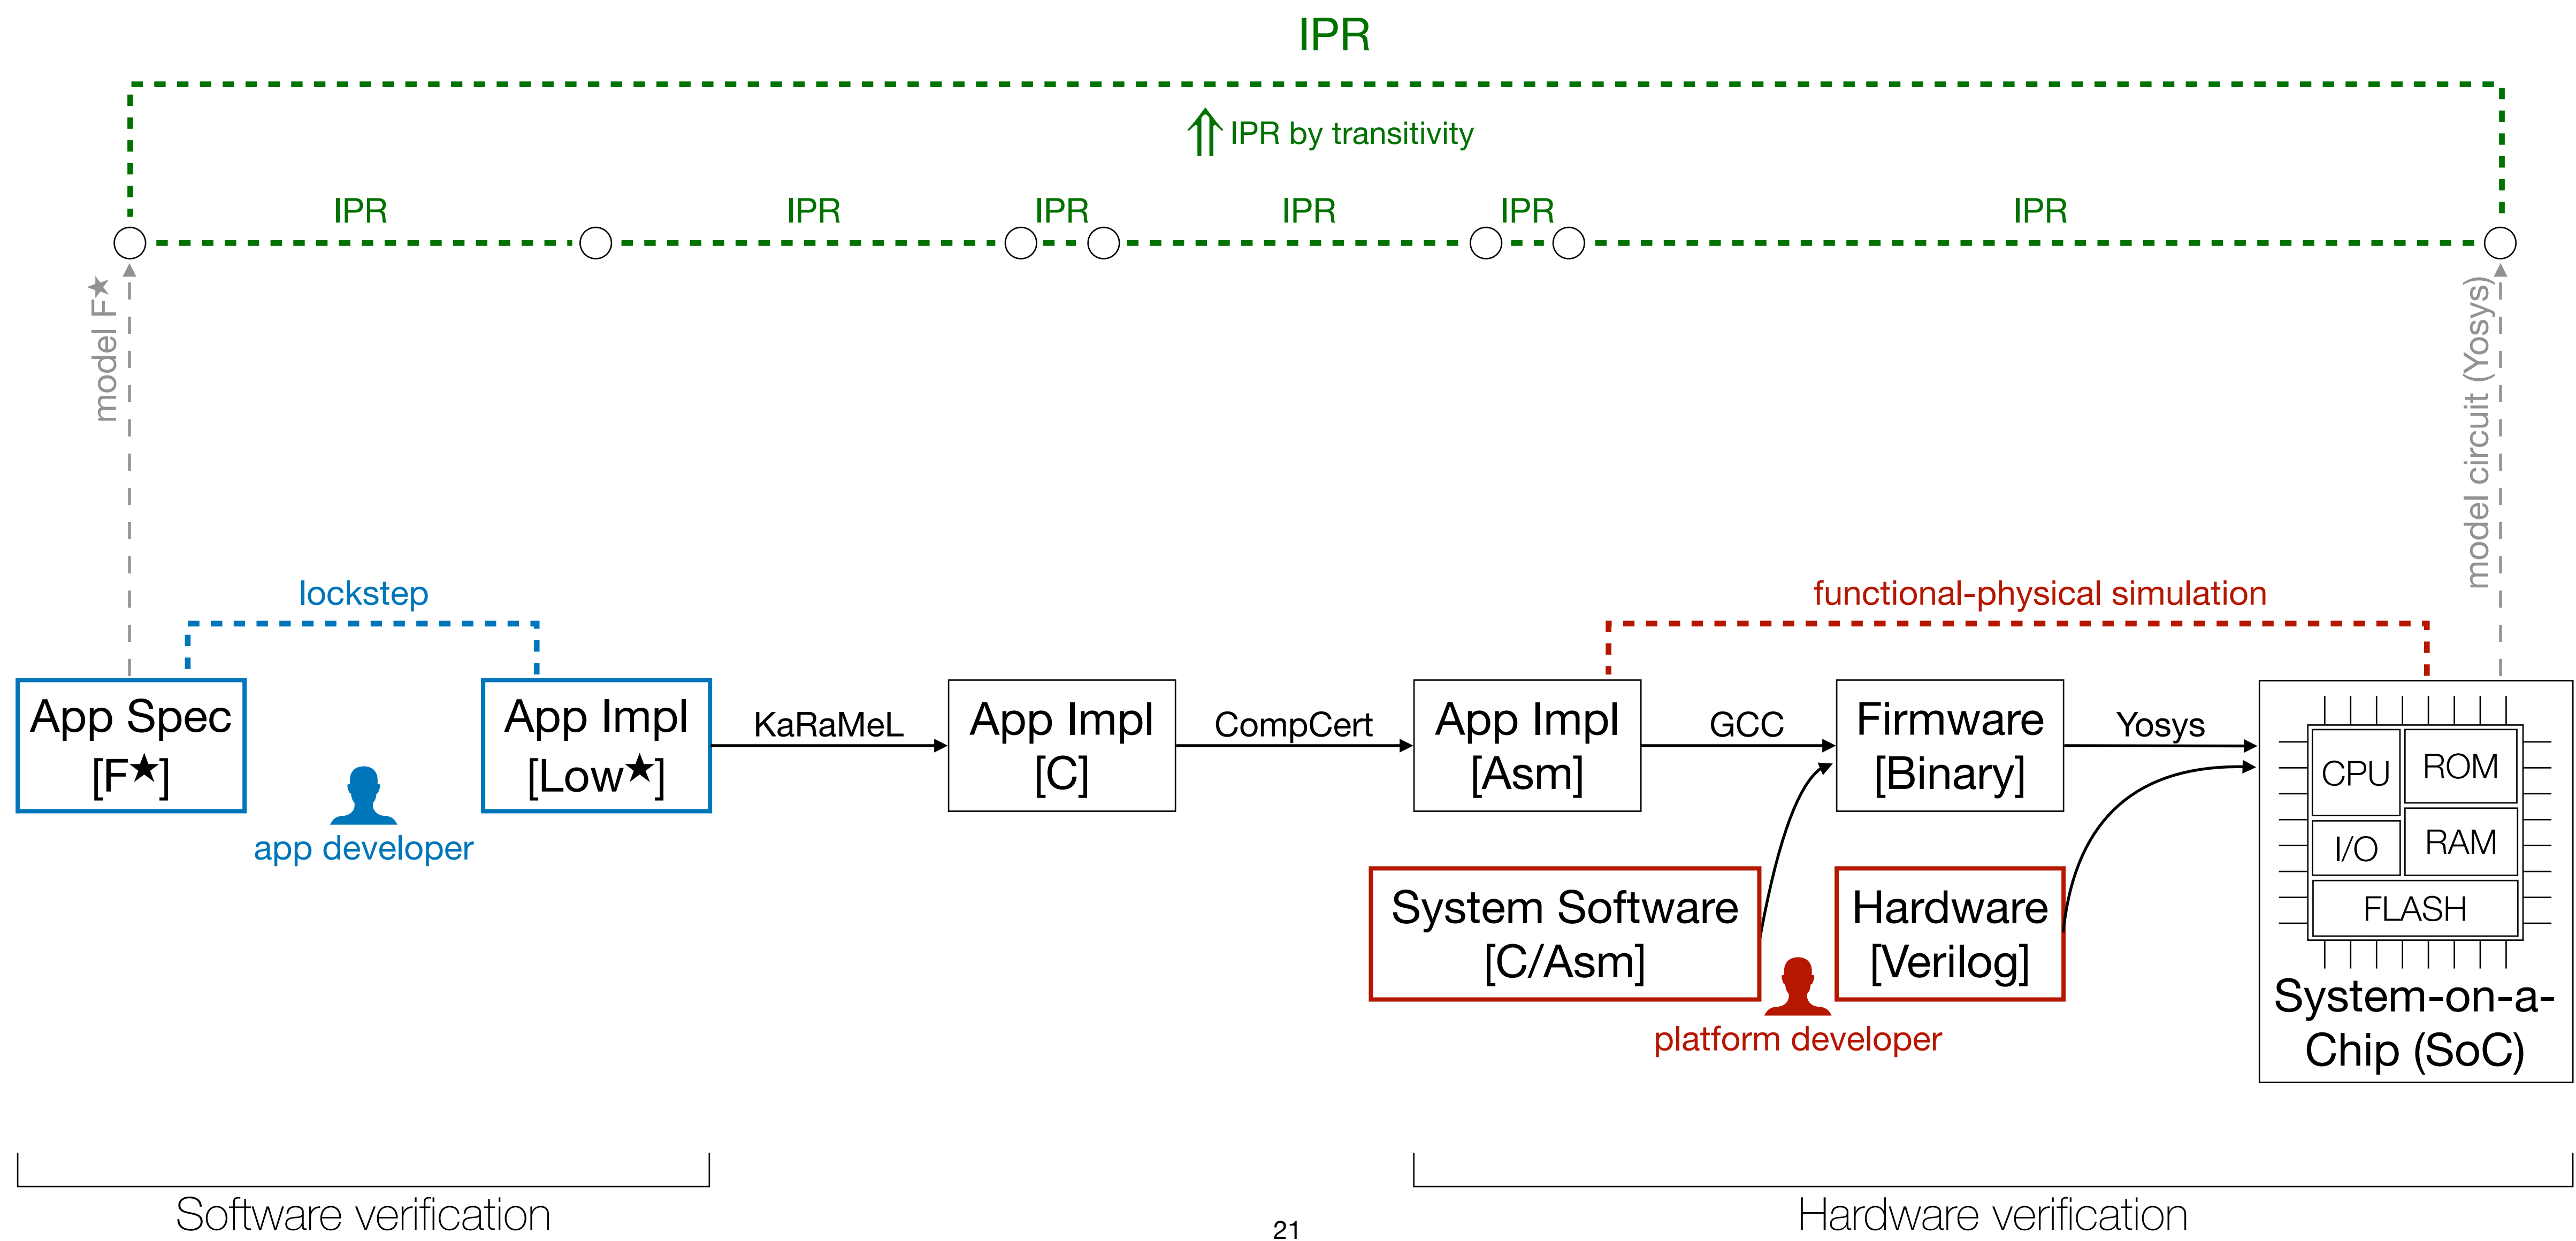 IPR
IPR by transitivity
IPR
IPR
IPR
IPR
IPR
IPR
model F★
model circuit (Yosys)
lockstep
functional-physical simulation
App Spec
[F★]
App Impl
[Low★]
KaRaMeL
App Impl
[C]
CompCert
App Impl
[Asm]
GCC
Firmware
[Binary]
Yosys
CPU
ROM
I/O
RAM
FLASH
System-on-a-
Chip (SoC)
app developer
System Software
[C/Asm]
Hardware
[Verilog]
platform developer
Software verification
21
Hardware verification